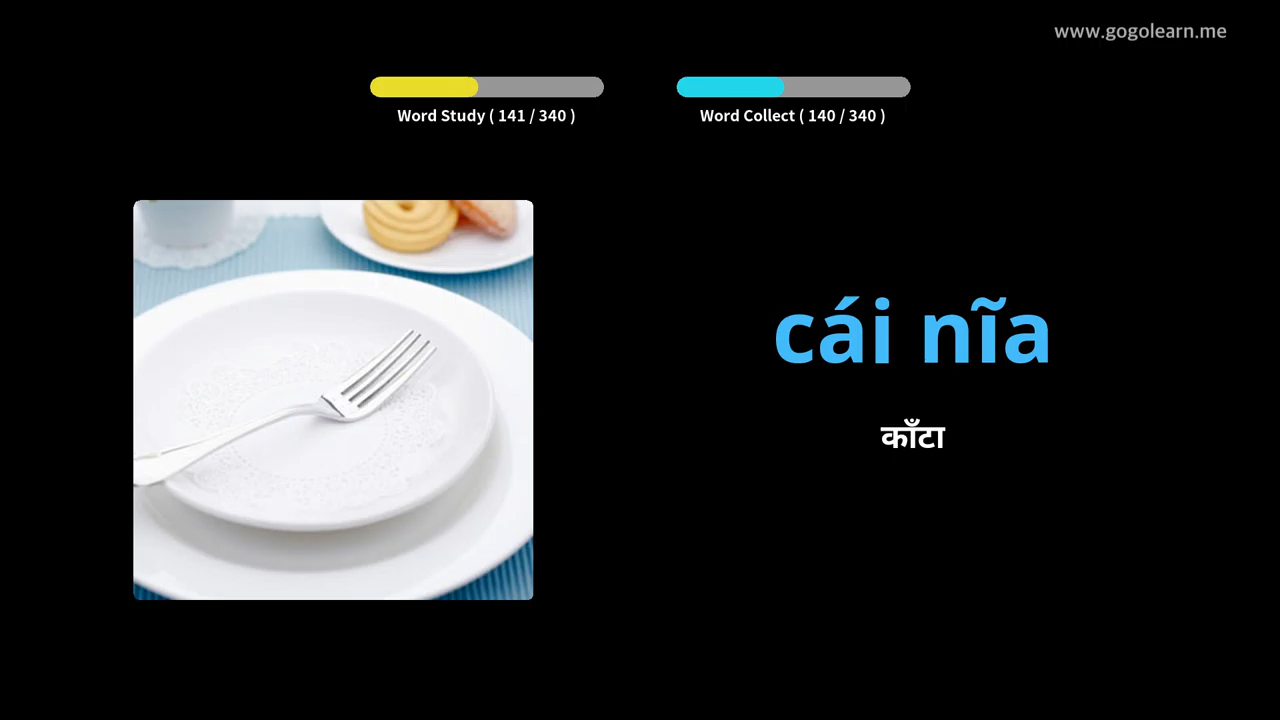 www.gogolearn.me
Word Study ( 141 / 340 )
Word Collect ( 140 / 340 )
cái nĩa
काँटा